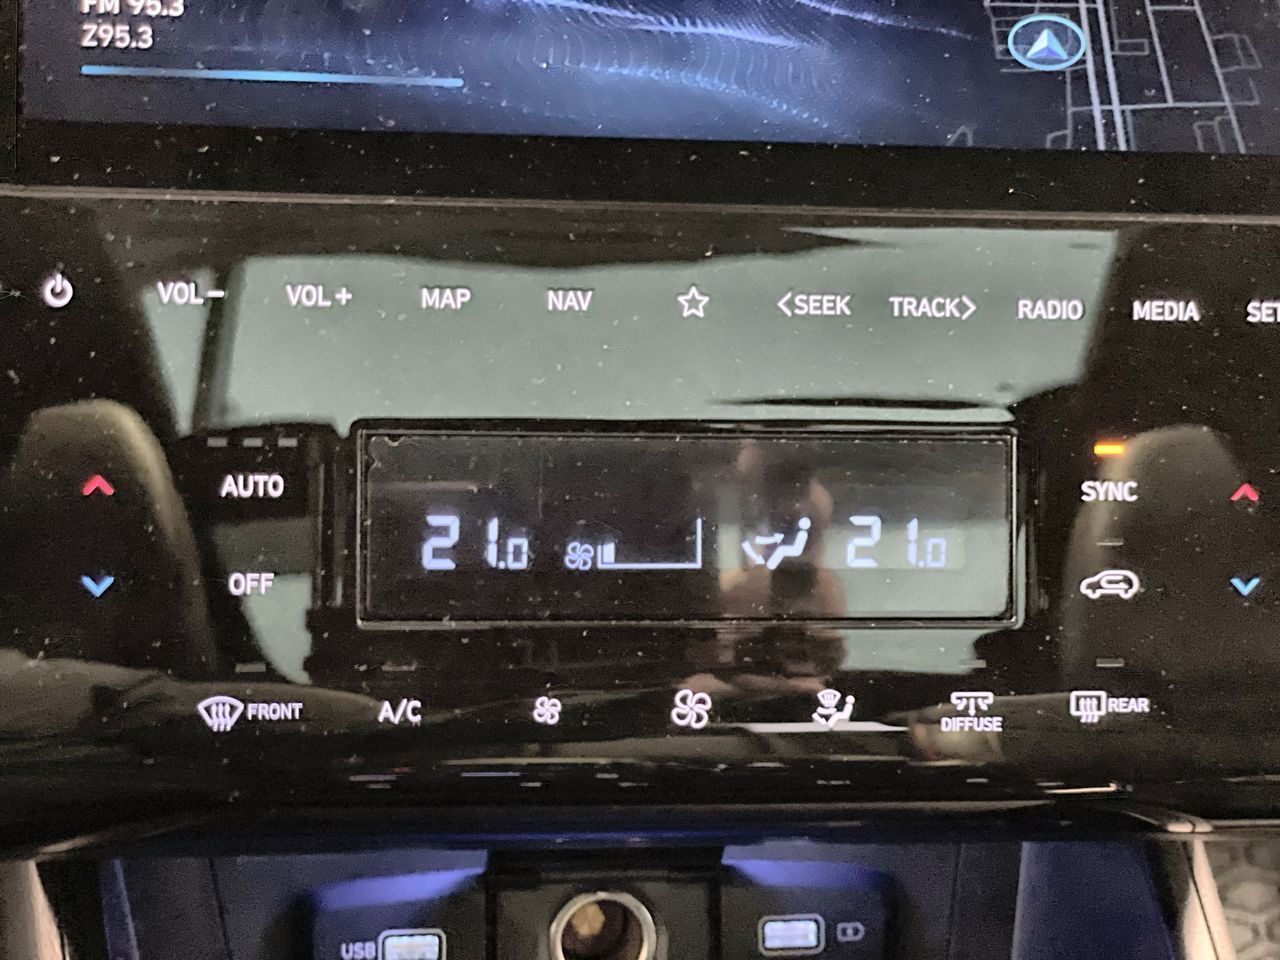 FM 95.3
Z95.3
VOL- VOL+ MAP NAV <SEEK TRACK> RADIO MEDIA
AUTO SYNC
21.0 21.0
OFF
FRONT A/C DIFFUSE REAR
USB